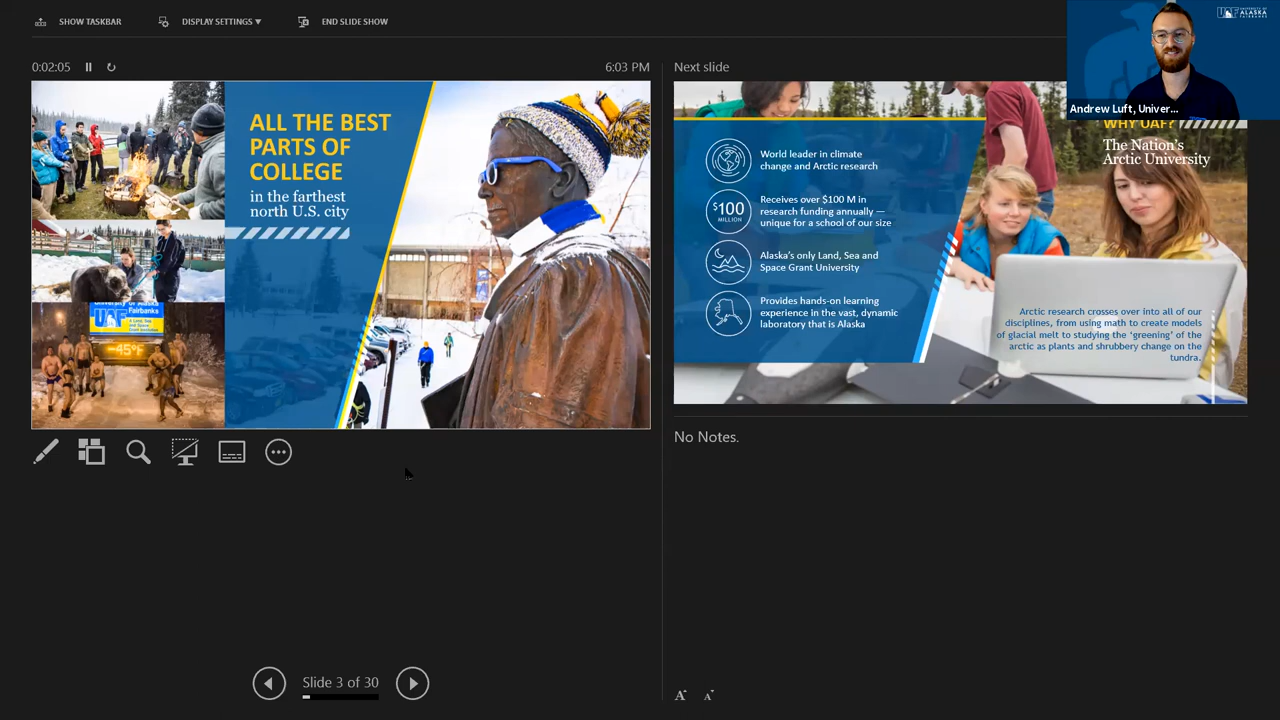 SHOW TASKBAR
DISPLAY SETTINGS ▼
END SLIDE SHOW
UAF UNIVERSITY OF
ALASKA
FAIRBANKS
0:02:05
6:03 PM
Next slide
Andrew Luft, Univer...
ALL THE BEST
PARTS OF
COLLEGE
in the farthest
north U.S. city
University of Alaska
UAF Fairbanks
-45°F
WHY UAF?
The Nation's
Arctic University
World leader in climate
change and Arctic research
$100
MILLION
Receives over $100 M in
research funding annually —
unique for a school of our size
Alaska's only Land, Sea and
Space Grant University
Provides hands-on learning
experience in the vast, dynamic
laboratory that is Alaska
Arctic research crosses over into all of our
disciplines, from using math to create models
of glacial melt to studying the 'greening' of the
arctic as plants and shrubbery change on the
tundra.
No Notes.
Slide 3 of 30
A A